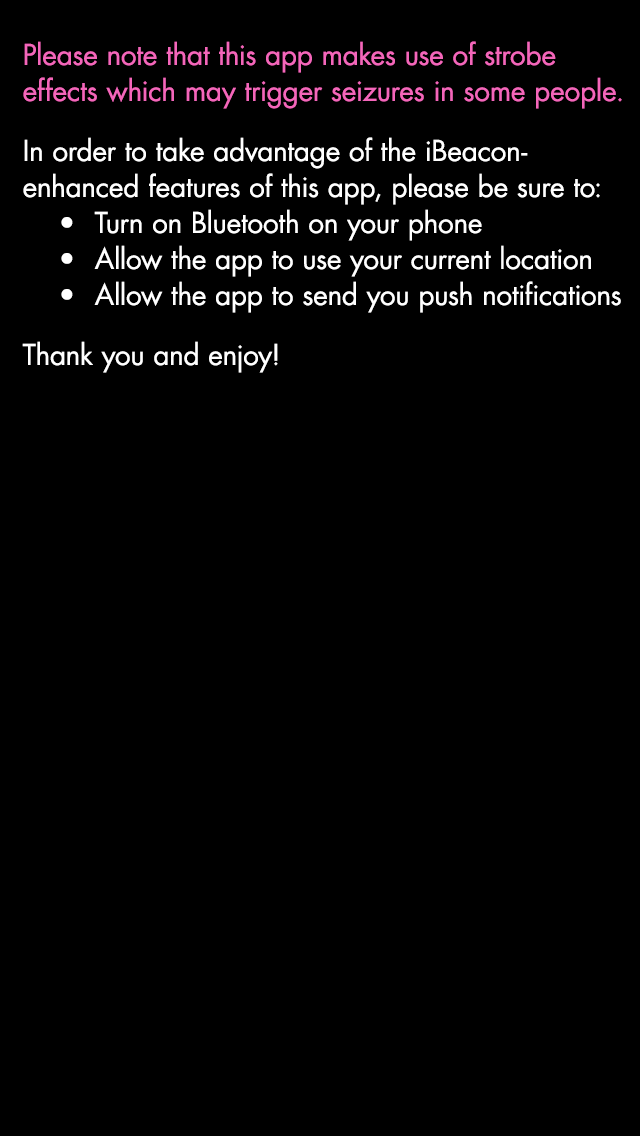 Please note that this app makes use of strobe
effects which may trigger seizures in some people.
In order to take advantage of the iBeacon-
enhanced features of this app, please be sure to:
• Turn on Bluetooth on your phone
• Allow the app to use your current location
• Allow the app to send you push notifications
Thank you and enjoy!